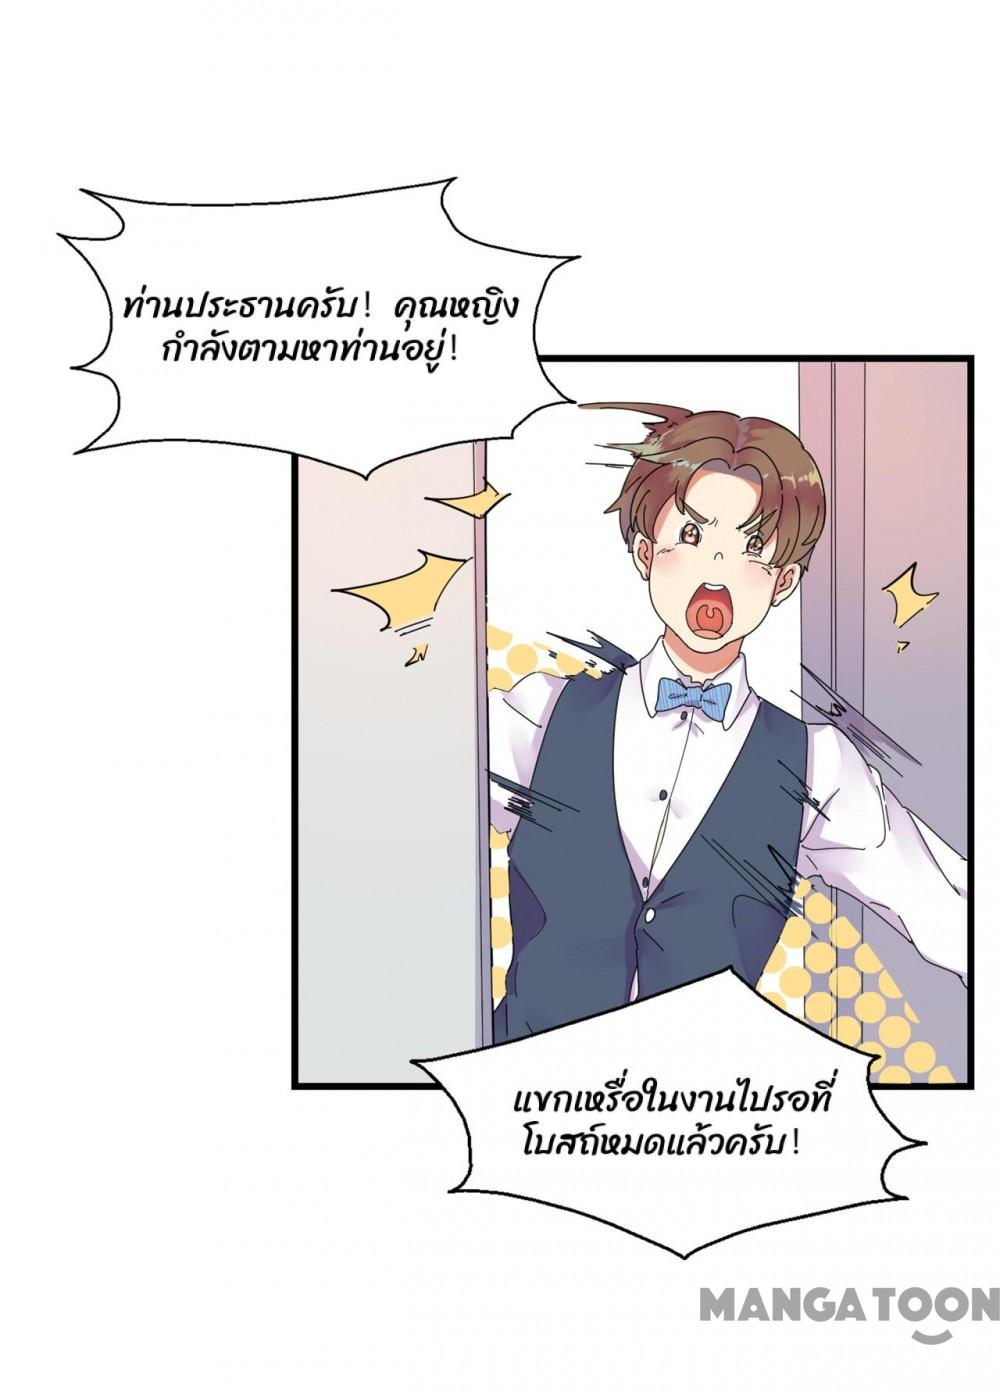 ท่านประธานครับ! คุณหญิง
กำลังตามหาท่านอยู่!
แขกเหรื่อในงานไปรอที่
โบสถ์หมดแล้วครับ!
MANGATOON